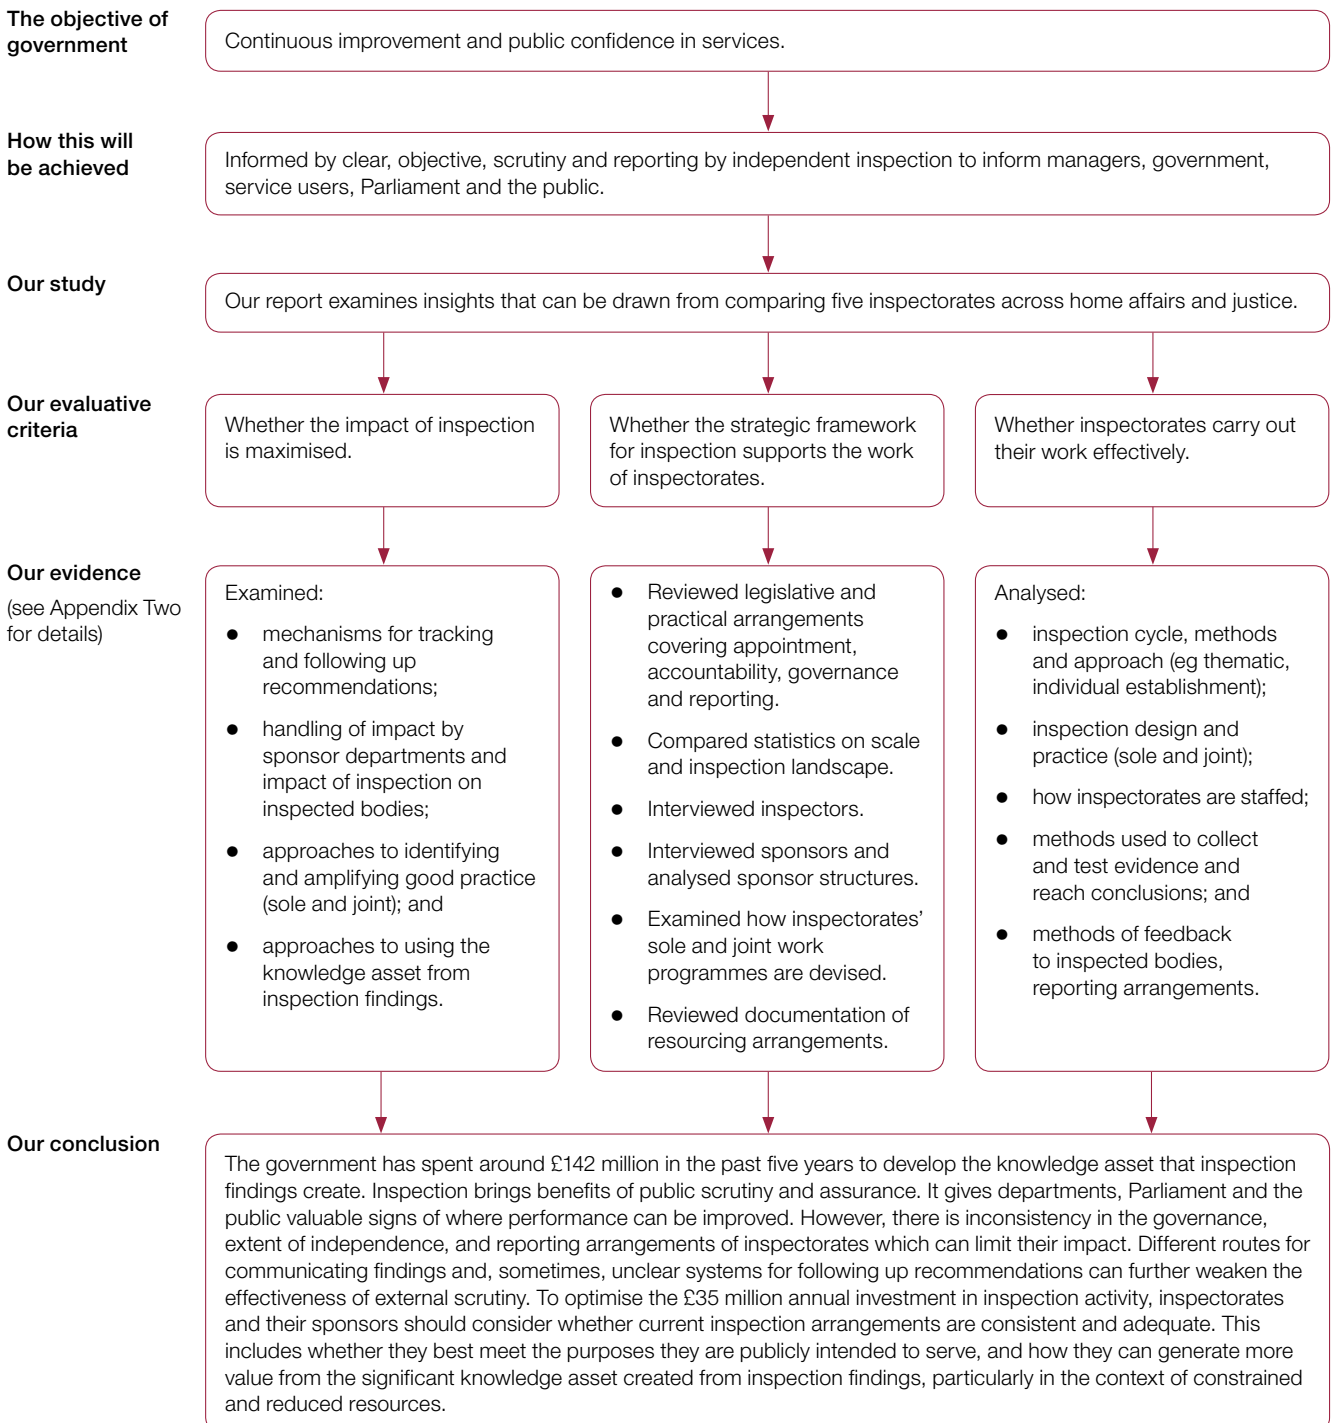 The objective of
government
Continuous improvement and public confidence in services.
How this will
be achieved
Informed by clear, objective, scrutiny and reporting by independent inspection to inform managers, government,
service users, Parliament and the public.
Our study
Our report examines insights that can be drawn from comparing five inspectorates across home affairs and justice.
Our evaluative
criteria
Whether the impact of inspection
is maximised.
Whether the strategic framework
for inspection supports the work
of inspectorates.
Whether inspectorates carry out
their work effectively.
Our evidence
(see Appendix Two
for details)
Examined:
● mechanisms for tracking
and following up
recommendations;
● handling of impact by
sponsor departments and
impact of inspection on
inspected bodies;
● approaches to identifying
and amplifying good practice
(sole and joint); and
● approaches to using the
knowledge asset from
inspection findings.
● Reviewed legislative and
practical arrangements
covering appointment,
accountability, governance
and reporting.
● Compared statistics on scale
and inspection landscape.
● Interviewed inspectors.
● Interviewed sponsors and
analysed sponsor structures.
● Examined how inspectorates’
sole and joint work
programmes are devised.
● Reviewed documentation of
resourcing arrangements.
Analysed:
● inspection cycle, methods
and approach (eg thematic,
individual establishment);
● inspection design and
practice (sole and joint);
● how inspectorates are staffed;
● methods used to collect
and test evidence and
reach conclusions; and
● methods of feedback
to inspected bodies,
reporting arrangements.
Our conclusion
The government has spent around £142 million in the past five years to develop the knowledge asset that inspection
findings create. Inspection brings benefits of public scrutiny and assurance. It gives departments, Parliament and the
public valuable signs of where performance can be improved. However, there is inconsistency in the governance,
extent of independence, and reporting arrangements of inspectorates which can limit their impact. Different routes for
communicating findings and, sometimes, unclear systems for following up recommendations can further weaken the
effectiveness of external scrutiny. To optimise the £35 million annual investment in inspection activity, inspectorates
and their sponsors should consider whether current inspection arrangements are consistent and adequate. This
includes whether they best meet the purposes they are publicly intended to serve, and how they can generate more
value from the significant knowledge asset created from inspection findings, particularly in the context of constrained
and reduced resources.